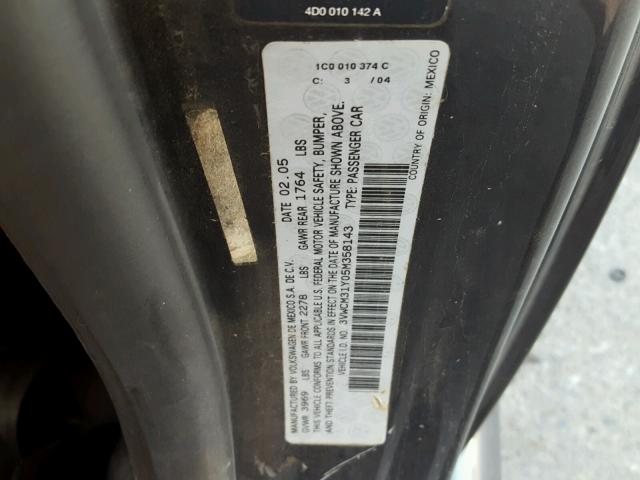 4D0 010 142 A
1C0 010 374 C
C: 3 /04
MANUFACTURED BY VOLKSWAGEN DE MEXICO S.A. DE C.V. DATE 02.05
GVWR 3969 LBS GAWR FRONT 2278 LBS GAWR REAR 1764 LBS
THIS VEHICLE CONFORMS TO ALL APPLICABLE U.S. FEDERAL MOTOR VEHICLE SAFETY, BUMPER,
AND THEFT PREVENTION STANDARDS IN EFFECT ON THE DATE OF MANUFACTURE SHOWN ABOVE.
VEHICLE I.D. NO. 3VWCM31Y05M358143 TYPE: PASSENGER CAR
COUNTRY OF ORIGIN: MEXICO